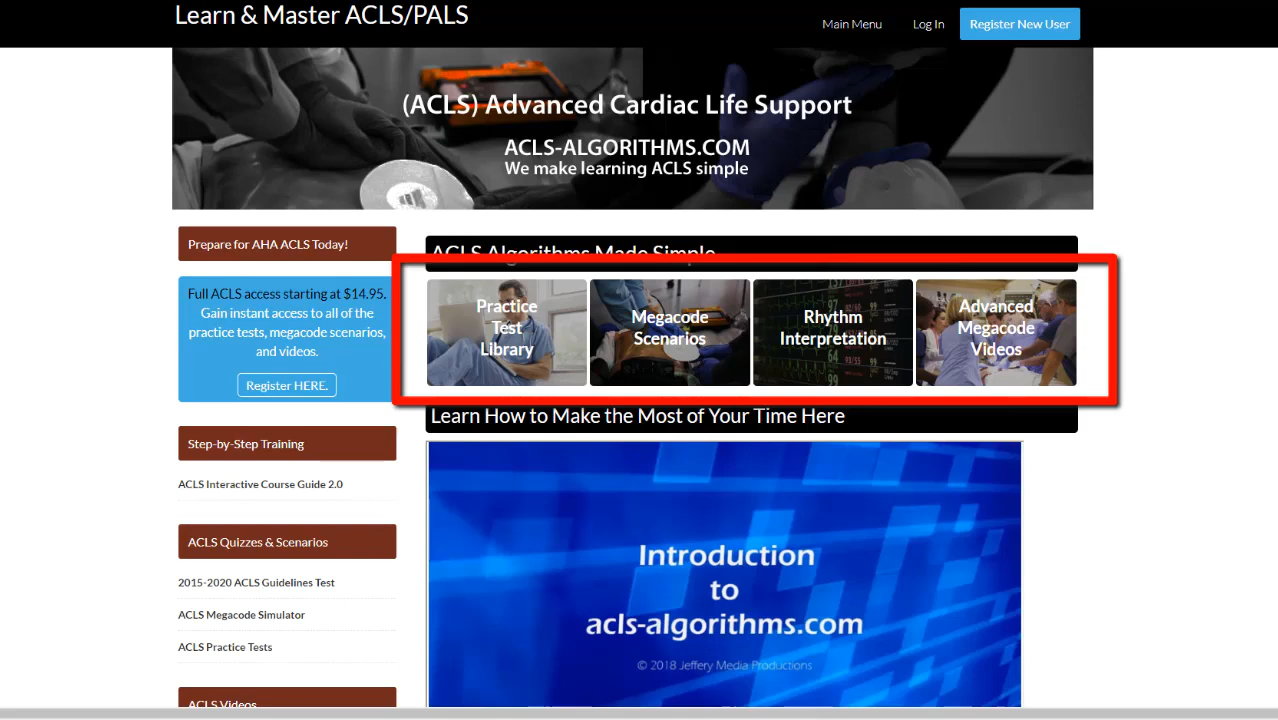 Learn & Master ACLS/PALS
Main Menu
Log In
Register New User
(ACLS) Advanced Cardiac Life Support
ACLS-ALGORITHMS.COM
We make learning ACLS simple
Prepare for AHA ACLS Today!
Full ACLS access starting at $14.95.
Gain instant access to all of the
practice tests, megacode scenarios,
and videos.
Register HERE.
Step-by-Step Training
ACLS Interactive Course Guide 2.0
ACLS Quizzes & Scenarios
2015-2020 ACLS Guidelines Test
ACLS Megacode Simulator
ACLS Practice Tests
ACLS Videos
ACLS Algorithms Made Simple
Practice
Test
Library
Megacode
Scenarios
Rhythm
Interpretation
Advanced
Megacode
Videos
Learn How to Make the Most of Your Time Here
Introduction
to
acls-algorithms.com
© 2018 Jeffery Media Productions